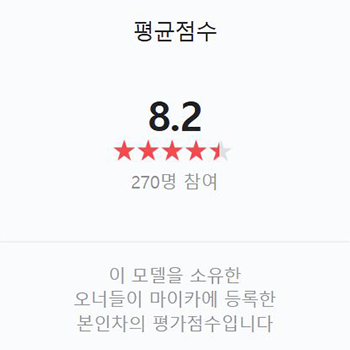 평균점수
8.2
270명 참여
이 모델을 소유한
오너들이 마이카에 등록한
본인차의 평가점수입니다